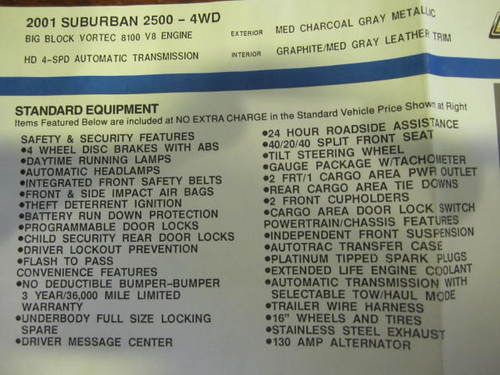 2001 SUBURBAN 2500 - 4WD
BIG BLOCK VORTEC 8100 V8 ENGINE
HD 4-SPD AUTOMATIC TRANSMISSION
EXTERIOR MED CHARCOAL GRAY METALLIC
INTERIOR GRAPHITE/MED GRAY LEATHER TRIM
STANDARD EQUIPMENT
Items Featured Below are included at NO EXTRA CHARGE in the Standard Vehicle Price Shown at Right
SAFETY & SECURITY FEATURES
•4 WHEEL DISC BRAKES WITH ABS
•DAYTIME RUNNING LAMPS
•AUTOMATIC HEADLAMPS
•INTEGRATED FRONT SAFETY BELTS
•FRONT & SIDE IMPACT AIR BAGS
•THEFT DETERRENT IGNITION
•BATTERY RUN DOWN PROTECTION
•PROGRAMMABLE DOOR LOCKS
•CHILD SECURITY REAR DOOR LOCKS
•DRIVER LOCKOUT PREVENTION
•FLASH TO PASS
CONVENIENCE FEATURES
•NO DEDUCTIBLE BUMPER-BUMPER
3 YEAR/36,000 MILE LIMITED
WARRANTY
•UNDERBODY FULL SIZE LOCKING
SPARE
•DRIVER MESSAGE CENTER
•24 HOUR ROADSIDE ASSISTANCE
•40/20/40 SPLIT FRONT SEAT
•TILT STEERING WHEEL
•GAUGE PACKAGE W/TACHOMETER
•2 FRT/1 CARGO AREA PWR OUTLET
•REAR CARGO AREA TIE DOWNS
•2 FRONT CUPHOLDERS
•CARGO AREA DOOR LOCK SWITCH
POWERTRAIN/CHASSIS FEATURES
•INDEPENDENT FRONT SUSPENSION
•AUTOTRAC TRANSFER CASE
•PLATINUM TIPPED SPARK PLUGS
•EXTENDED LIFE ENGINE COOLANT
•AUTOMATIC TRANSMISSION WITH
SELECTABLE TOW/HAUL MODE
•TRAILER WIRE HARNESS
•16" WHEELS AND TIRES
•STAINLESS STEEL EXHAUST
•130 AMP ALTERNATOR